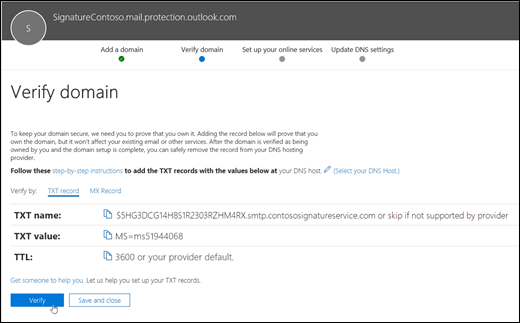 S
SignatureContoso.mail.protection.outlook.com
Add a domain Verify domain Set up your online services Update DNS settings
Verify domain
To keep your domain secure, we need you to prove that you own it. Adding the record below will prove that you
own the domain, but it won't affect your existing email or other services. After the domain is verified as being
owned by you and the domain setup is complete, you can safely remove the record from your DNS hosting
provider.
Follow these step-by-step instructions to add the TXT records with the values below at your DNS host. (Select your DNS Host.)
Verify by: TXT record MX Record
TXT name: S5HG3DCG14H8S1R2303RZHM4RX.smtp.contososignatureservice.com or skip if not supported by provider
TXT value: MS=ms51944068
TTL: 3600 or your provider default.
Get someone to help you. Let us help you set up your TXT records.
Verify Save and close